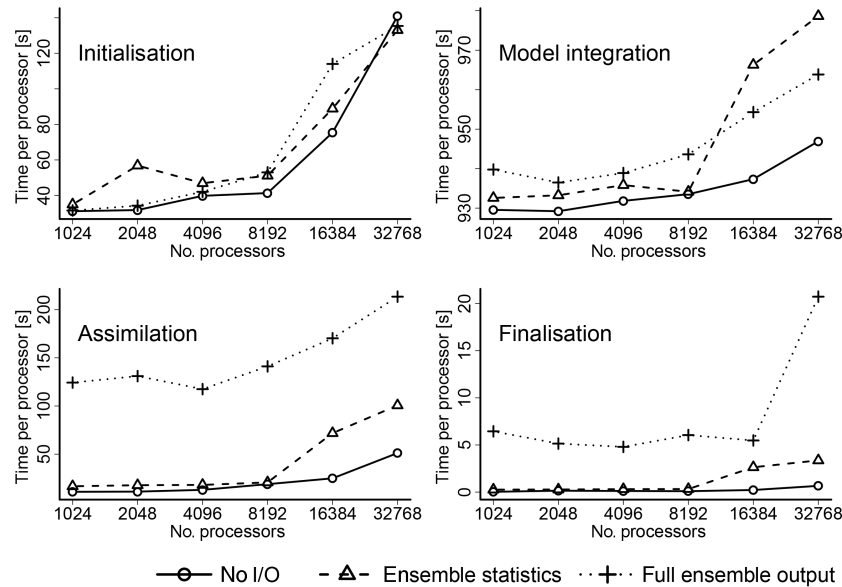 Initialisation
Time per processor [s]
40 60 80 120
1024 2048 4096 8192 16384 32768
No. processors
Model integration
Time per processor [s]
930 950 970
1024 2048 4096 8192 16384 32768
No. processors
Assimilation
Time per processor [s]
50 100 150 200
1024 2048 4096 8192 16384 32768
No. processors
Finalisation
Time per processor [s]
0 5 10 15 20
1024 2048 4096 8192 16384 32768
No. processors
No I/O Ensemble statistics Full ensemble output